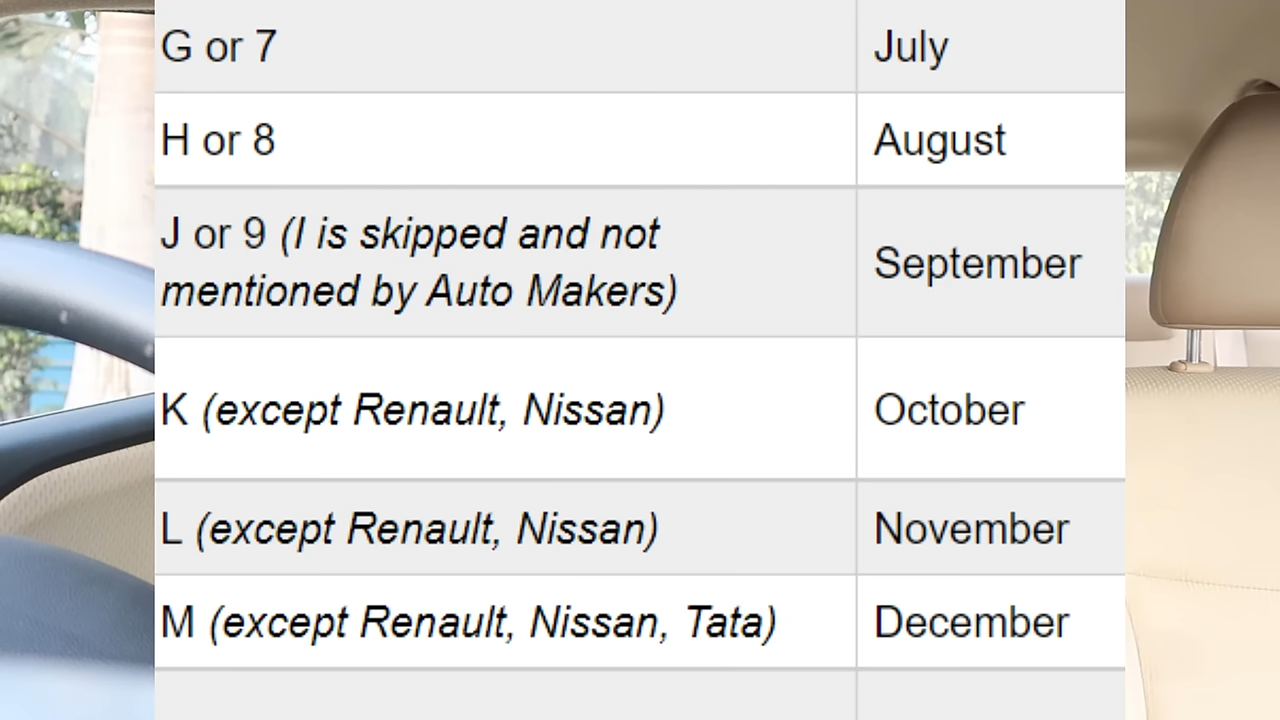 G or 7
July
H or 8
August
J or 9 (I is skipped and not
mentioned by Auto Makers)
September
K (except Renault, Nissan)
October
L (except Renault, Nissan)
November
M (except Renault, Nissan, Tata)
December